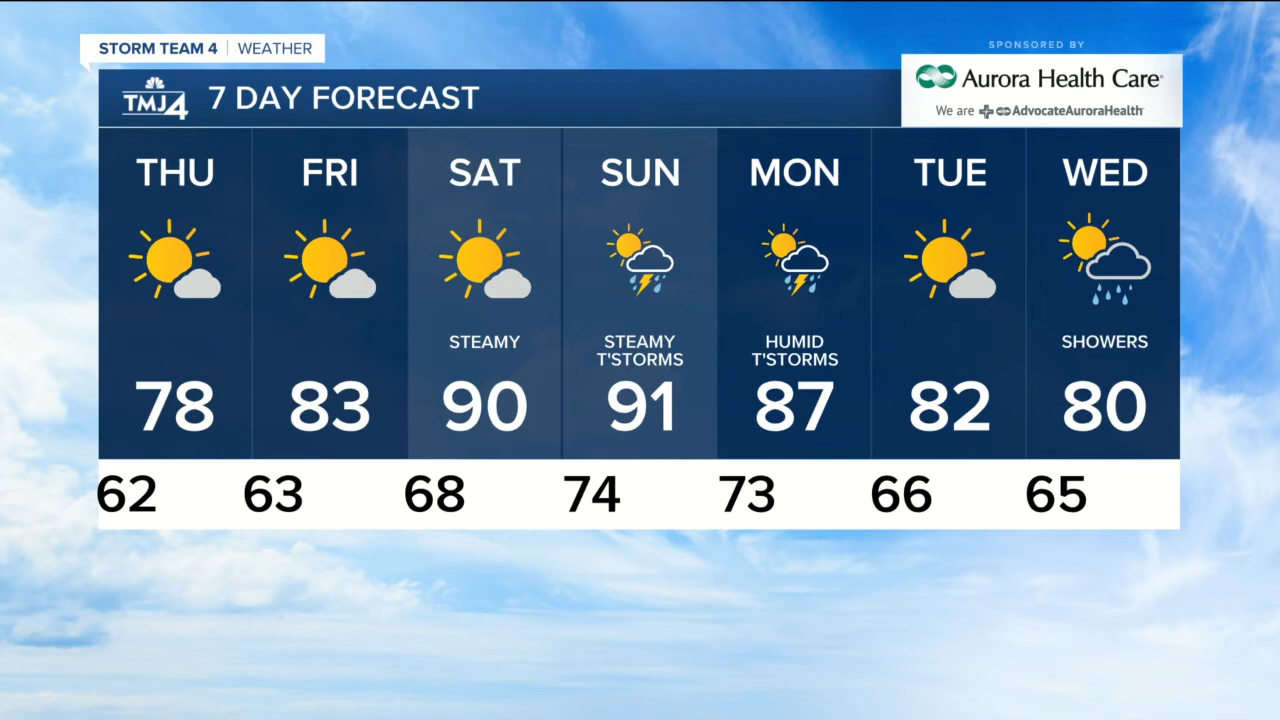 STORM TEAM 4 | WEATHER
SPONSORED BY
Aurora Health Care®
We are AdvocateAuroraHealth
TMJ4 7 DAY FORECAST
THU FRI SAT SUN MON TUE WED
STEAMY STEAMY HUMID SHOWERS
T'STORMS T'STORMS
78 83 90 91 87 82 80
62 63 68 74 73 66 65